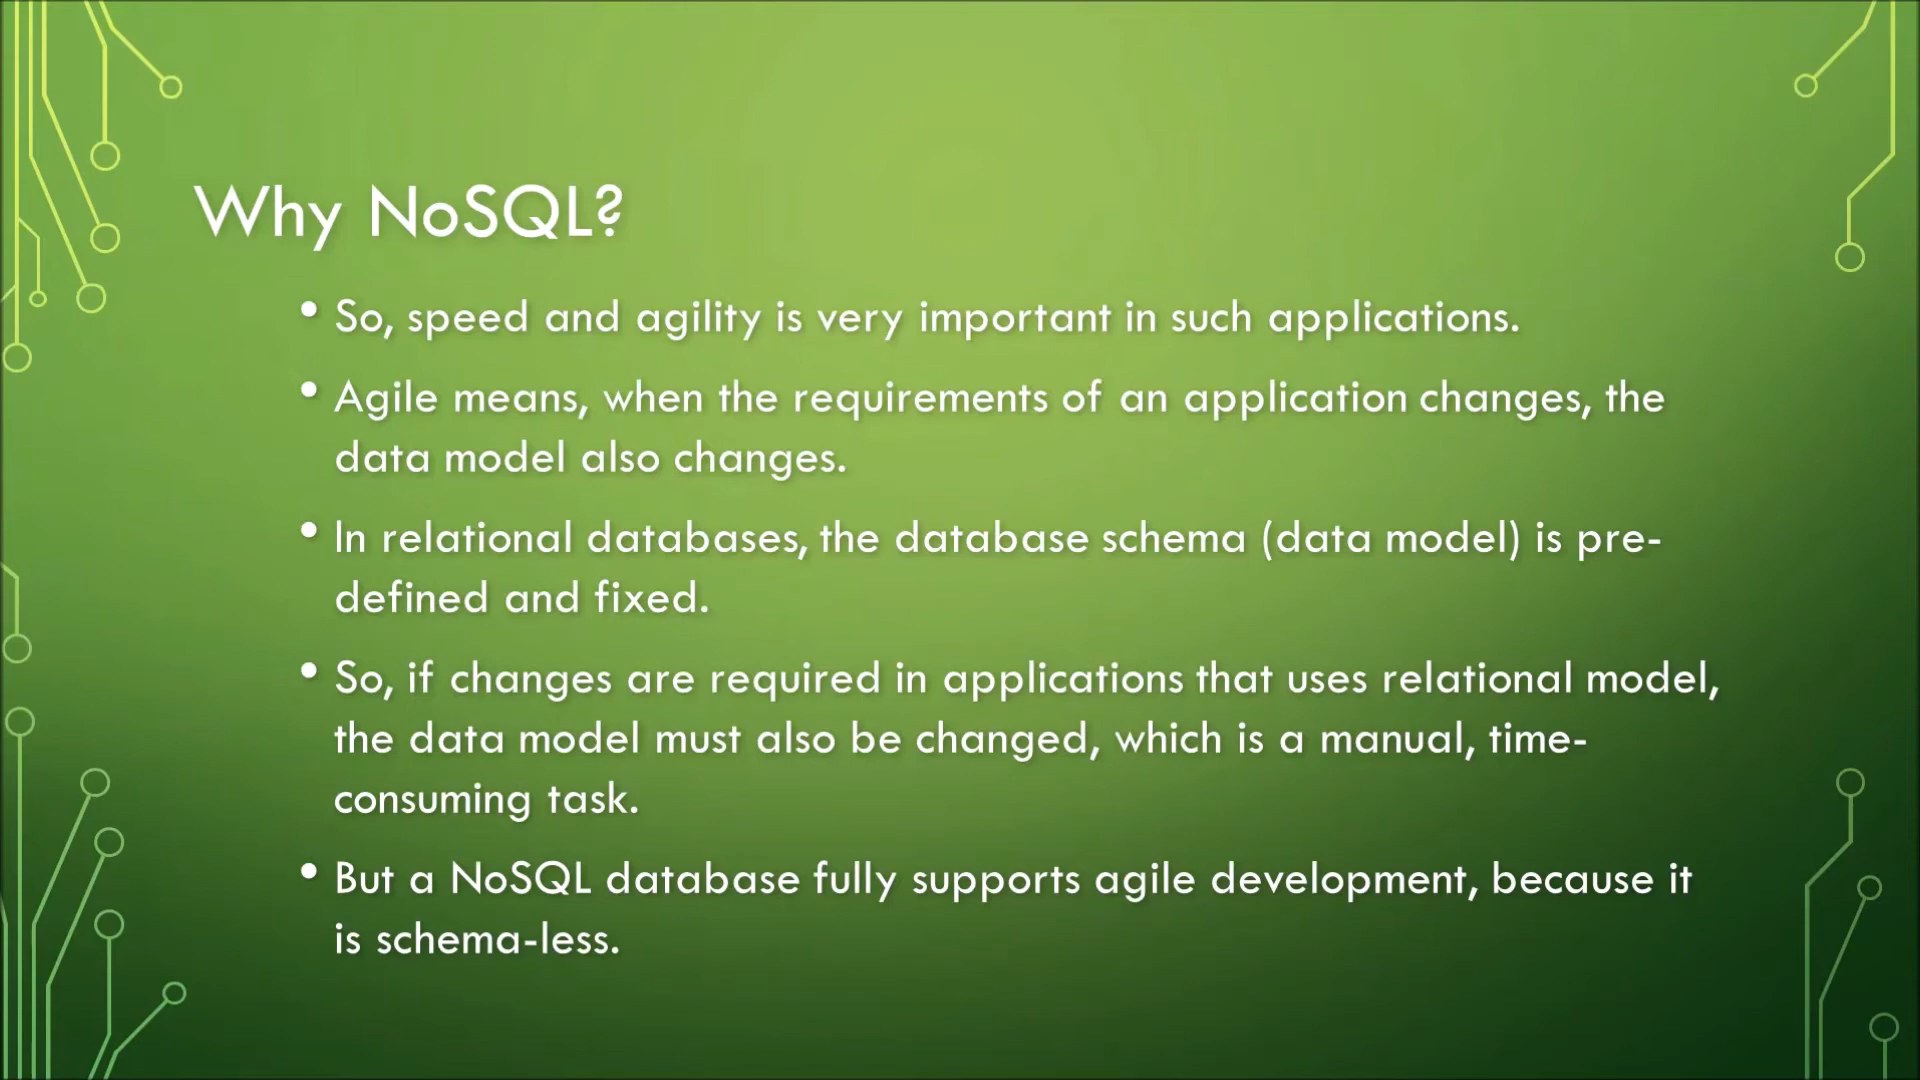 Why NoSQL?
• So, speed and agility is very important in such applications.
• Agile means, when the requirements of an application changes, the
data model also changes.
• In relational databases, the database schema (data model) is pre-
defined and fixed.
• So, if changes are required in applications that uses relational model,
the data model must also be changed, which is a manual, time-
consuming task.
• But a NoSQL database fully supports agile development, because it
is schema-less.